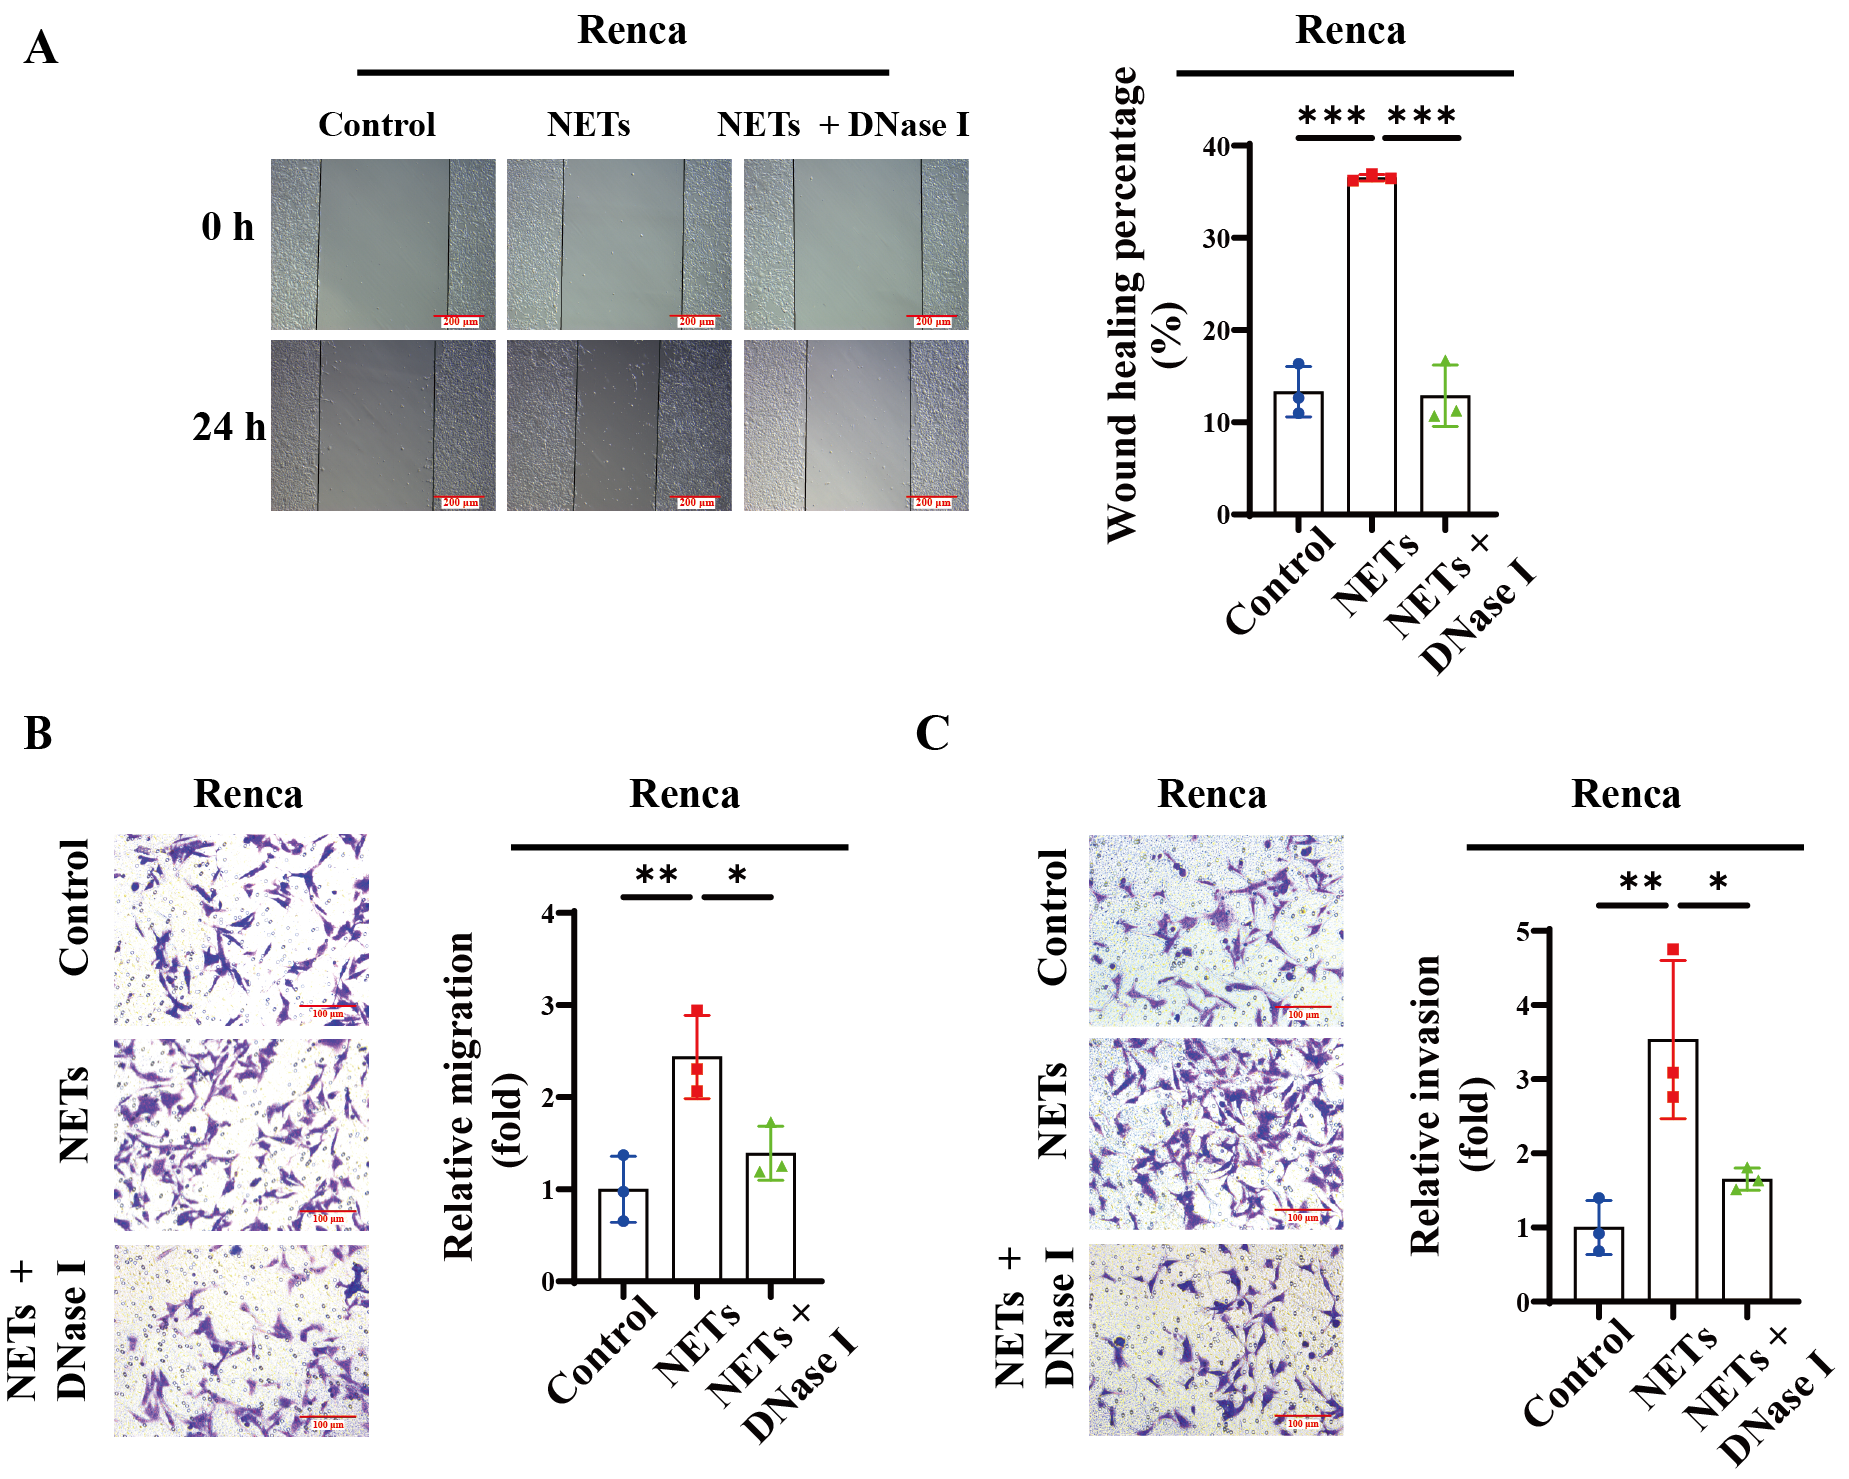 A
Renca
Control NETs NETs + DNase I
0 h
200 μm 200 μm 200 μm
24 h
200 μm 200 μm 200 μm
Renca
*** ***
Wound healing percentage
(%)
40
30
20
10
0
Control
NETs
NETs +
DNase I
B
Renca
Control
100 μm
NETs
100 μm
NETs +
DNase I
100 μm
Renca
** *
Relative migration
(fold)
4
3
2
1
0
Control
NETs
NETs +
DNase I
C
Renca
Control
100 μm
NETs
100 μm
NETs +
DNase I
100 μm
Renca
** *
Relative invasion
(fold)
5
4
3
2
1
0
Control
NETs
NETs +
DNase I